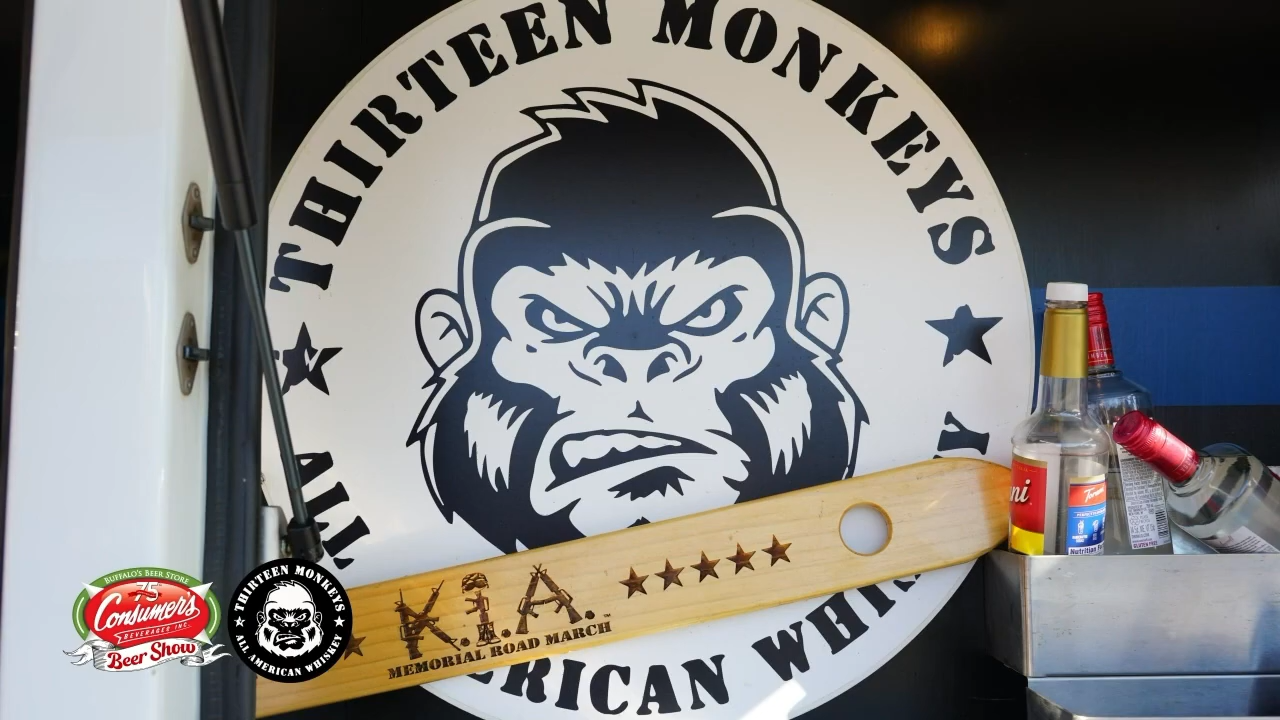 THIRTEEN MONKEYS
ALL AMERICAN WHISKEY
K.I.A.
MEMORIAL ROAD MARCH
Torani
Nutrition
BUFFALO'S BEER STORE
75
Consumer's
BEVERAGES INC.
Beer Show
THIRTEEN MONKEYS
ALL AMERICAN WHISKEY